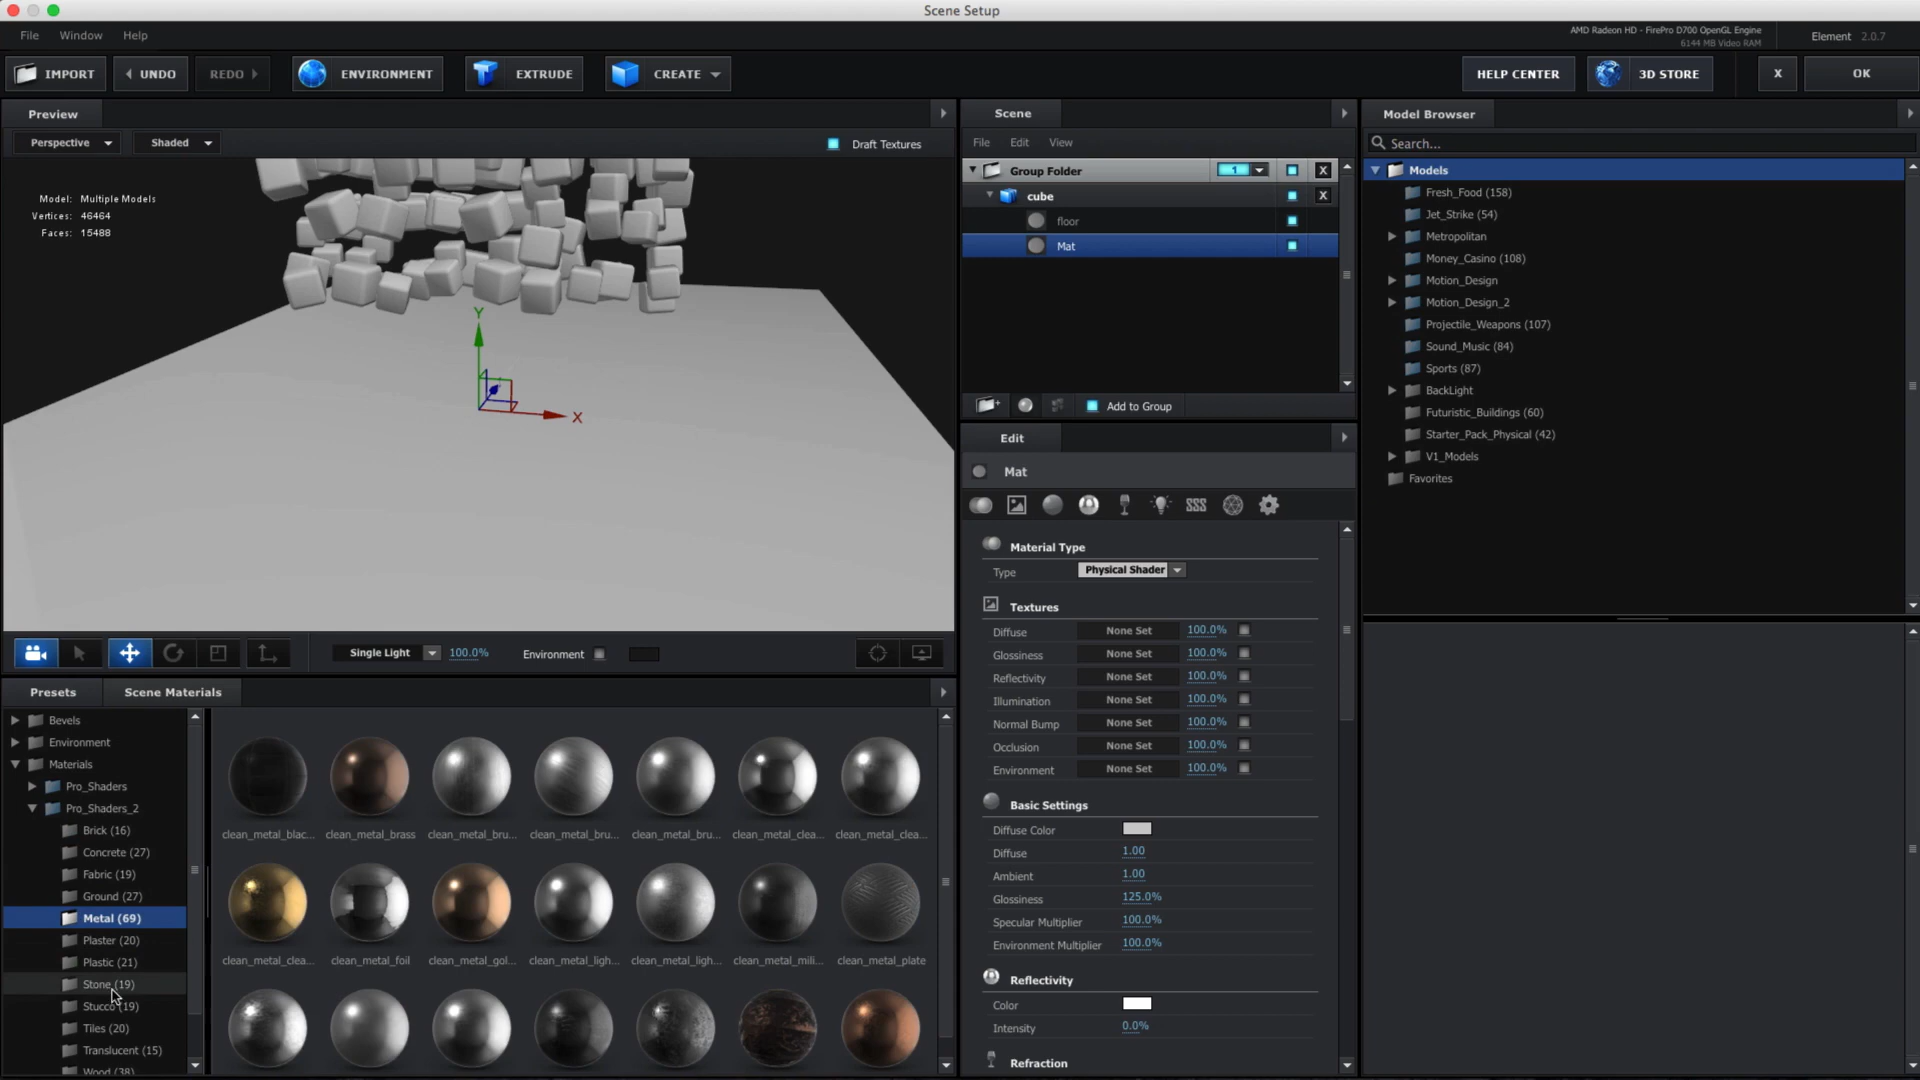 Scene Setup
File Window Help
AMD Radeon HD - FirePro D700 OpenGL Engine
6144 MB Video RAM
Element 2.0.7
IMPORT UNDO REDO ENVIRONMENT EXTRUDE CREATE HELP CENTER 3D STORE X OK
Preview
Perspective Shaded Draft Textures
Model: Multiple Models
Vertices: 46464
Faces: 15488
Y
X
Single Light 100.0% Environment
Scene
File Edit View
Group Folder 1 X
cube X
floor
Mat
Add to Group
Edit
Mat
Material Type
Type Physical Shader
Textures
Diffuse None Set 100.0%
Glossiness None Set 100.0%
Reflectivity None Set 100.0%
Illumination None Set 100.0%
Normal Bump None Set 100.0%
Occlusion None Set 100.0%
Environment None Set 100.0%
Basic Settings
Diffuse Color
Diffuse 1.00
Ambient 1.00
Glossiness 125.0%
Specular Multiplier 100.0%
Environment Multiplier 100.0%
Reflectivity
Color
Intensity 0.0%
Refraction
Model Browser
Search...
Models
Fresh_Food (158)
Jet_Strike (54)
Metropolitan
Money_Casino (108)
Motion_Design
Motion_Design_2
Projectile_Weapons (107)
Sound_Music (84)
Sports (87)
BackLight
Futuristic_Buildings (60)
Starter_Pack_Physical (42)
V1_Models
Favorites
Presets Scene Materials
Bevels
Environment
Materials
Pro_Shaders
Pro_Shaders_2
Brick (16)
Concrete (27)
Fabric (19)
Ground (27)
Metal (69)
Plaster (20)
Plastic (21)
Stone (19)
Stucco (19)
Tiles (20)
Translucent (15)
Wood (38)
clean_metal_blac... clean_metal_brass clean_metal_bru... clean_metal_bru... clean_metal_bru... clean_metal_clea... clean_metal_clea...
clean_metal_clea... clean_metal_foil clean_metal_gol... clean_metal_ligh... clean_metal_ligh... clean_metal_mili... clean_metal_plate